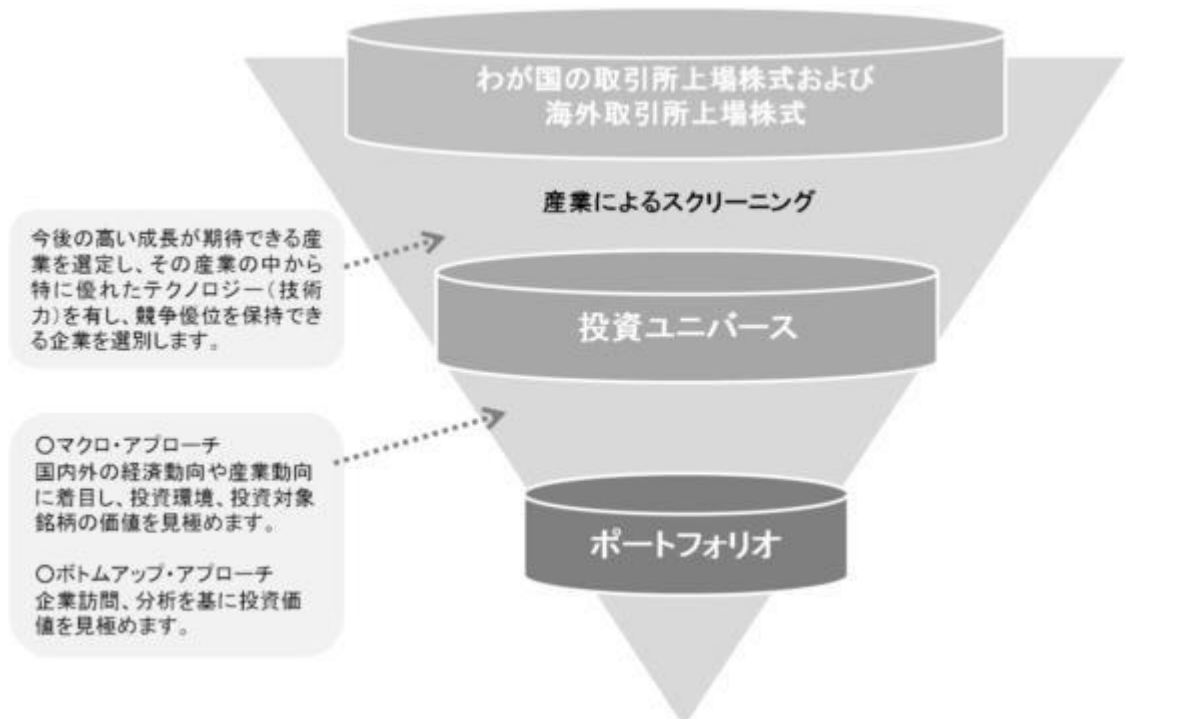 わが国の取引所上場株式および
海外取引所上場株式
産業によるスクリーニング
今後の高い成長が期待できる産
業を選定し、その産業の中から
特に優れたテクノロジー(技術
力)を有し、競争優位を保持でき
る企業を選別します。
投資ユニバース
○マクロ・アプローチ
国内外の経済動向や産業動向
に着目し、投資環境、投資対象
銘柄の価値を見極めます。
○ボトムアップ・アプローチ
企業訪問、分析を基に投資価
値を見極めます。
ポートフォリオ